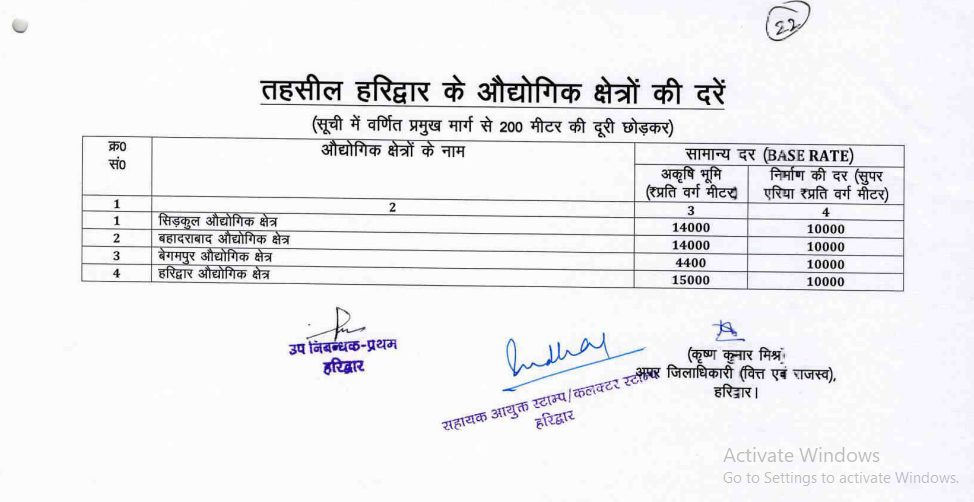 22
तहसील हरिद्वार के औद्योगिक क्षेत्रों की दरें
(सूची में वर्णित प्रमुख मार्ग से 200 मीटर की दूरी छोड़कर)
क्र0 सं0 औद्योगिक क्षेत्रों के नाम सामान्य दर (BASE RATE)
अकृषि भूमि (₹प्रति वर्ग मीटर) निर्माण की दर (सुपर एरिया ₹प्रति वर्ग मीटर)
1 2 3 4
1 सिड़कुल औद्योगिक क्षेत्र 14000 10000
2 बहादराबाद औद्योगिक क्षेत्र 14000 10000
3 बेगमपुर औद्योगिक क्षेत्र 4400 10000
4 हरिद्वार औद्योगिक क्षेत्र 15000 10000
उप निबन्धक-प्रथम
हरिद्वार
सहायक आयुक्त स्टाम्प/कलक्टर स्टाम्प
हरिद्वार
(कृष्ण कुमार मिश्र)
अपर जिलाधिकारी (वित्त एवं राजस्व),
हरिद्वार।
Activate Windows
Go to Settings to activate Windows.